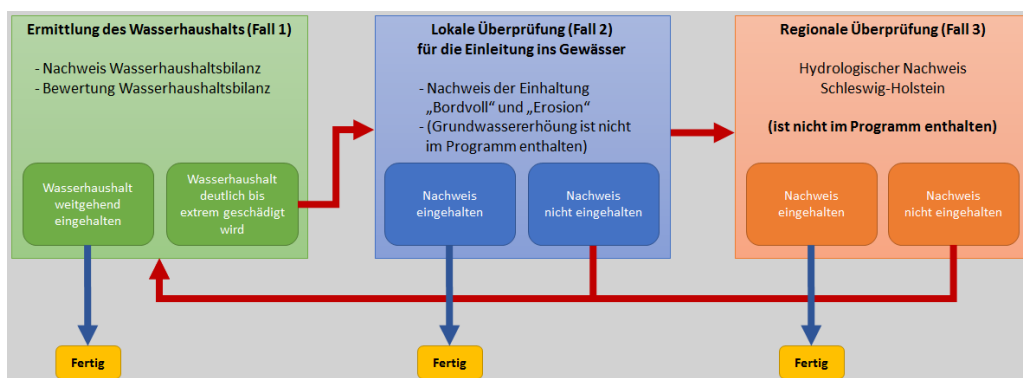 Ermittlung des Wasserhaushalts (Fall 1)
- Nachweis Wasserhaushaltsbilanz
- Bewertung Wasserhaushaltsbilanz
Wasserhaushalt
weitgehend
eingehalten
Wasserhaushalt
deutlich bis
extrem geschädigt
wird
Fertig
Lokale Überprüfung (Fall 2)
für die Einleitung ins Gewässer
- Nachweis der Einhaltung
„Bordvoll“ und „Erosion“
- (Grundwassererhöung ist nicht
im Programm enthalten)
Nachweis
eingehalten
Nachweis
nicht eingehalten
Fertig
Regionale Überprüfung (Fall 3)
Hydrologischer Nachweis
Schleswig-Holstein
(ist nicht im Programm enthalten)
Nachweis
eingehalten
Nachweis
nicht eingehalten
Fertig